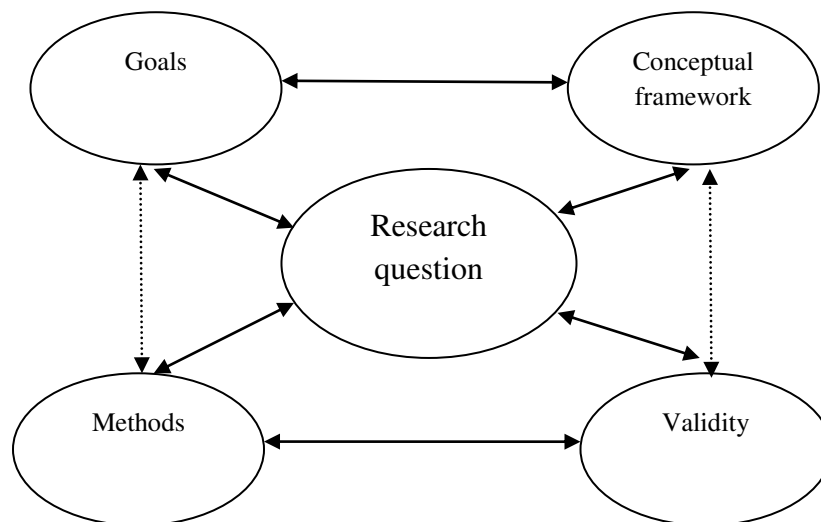 Goals
Conceptual
framework
Research
question
Methods
Validity